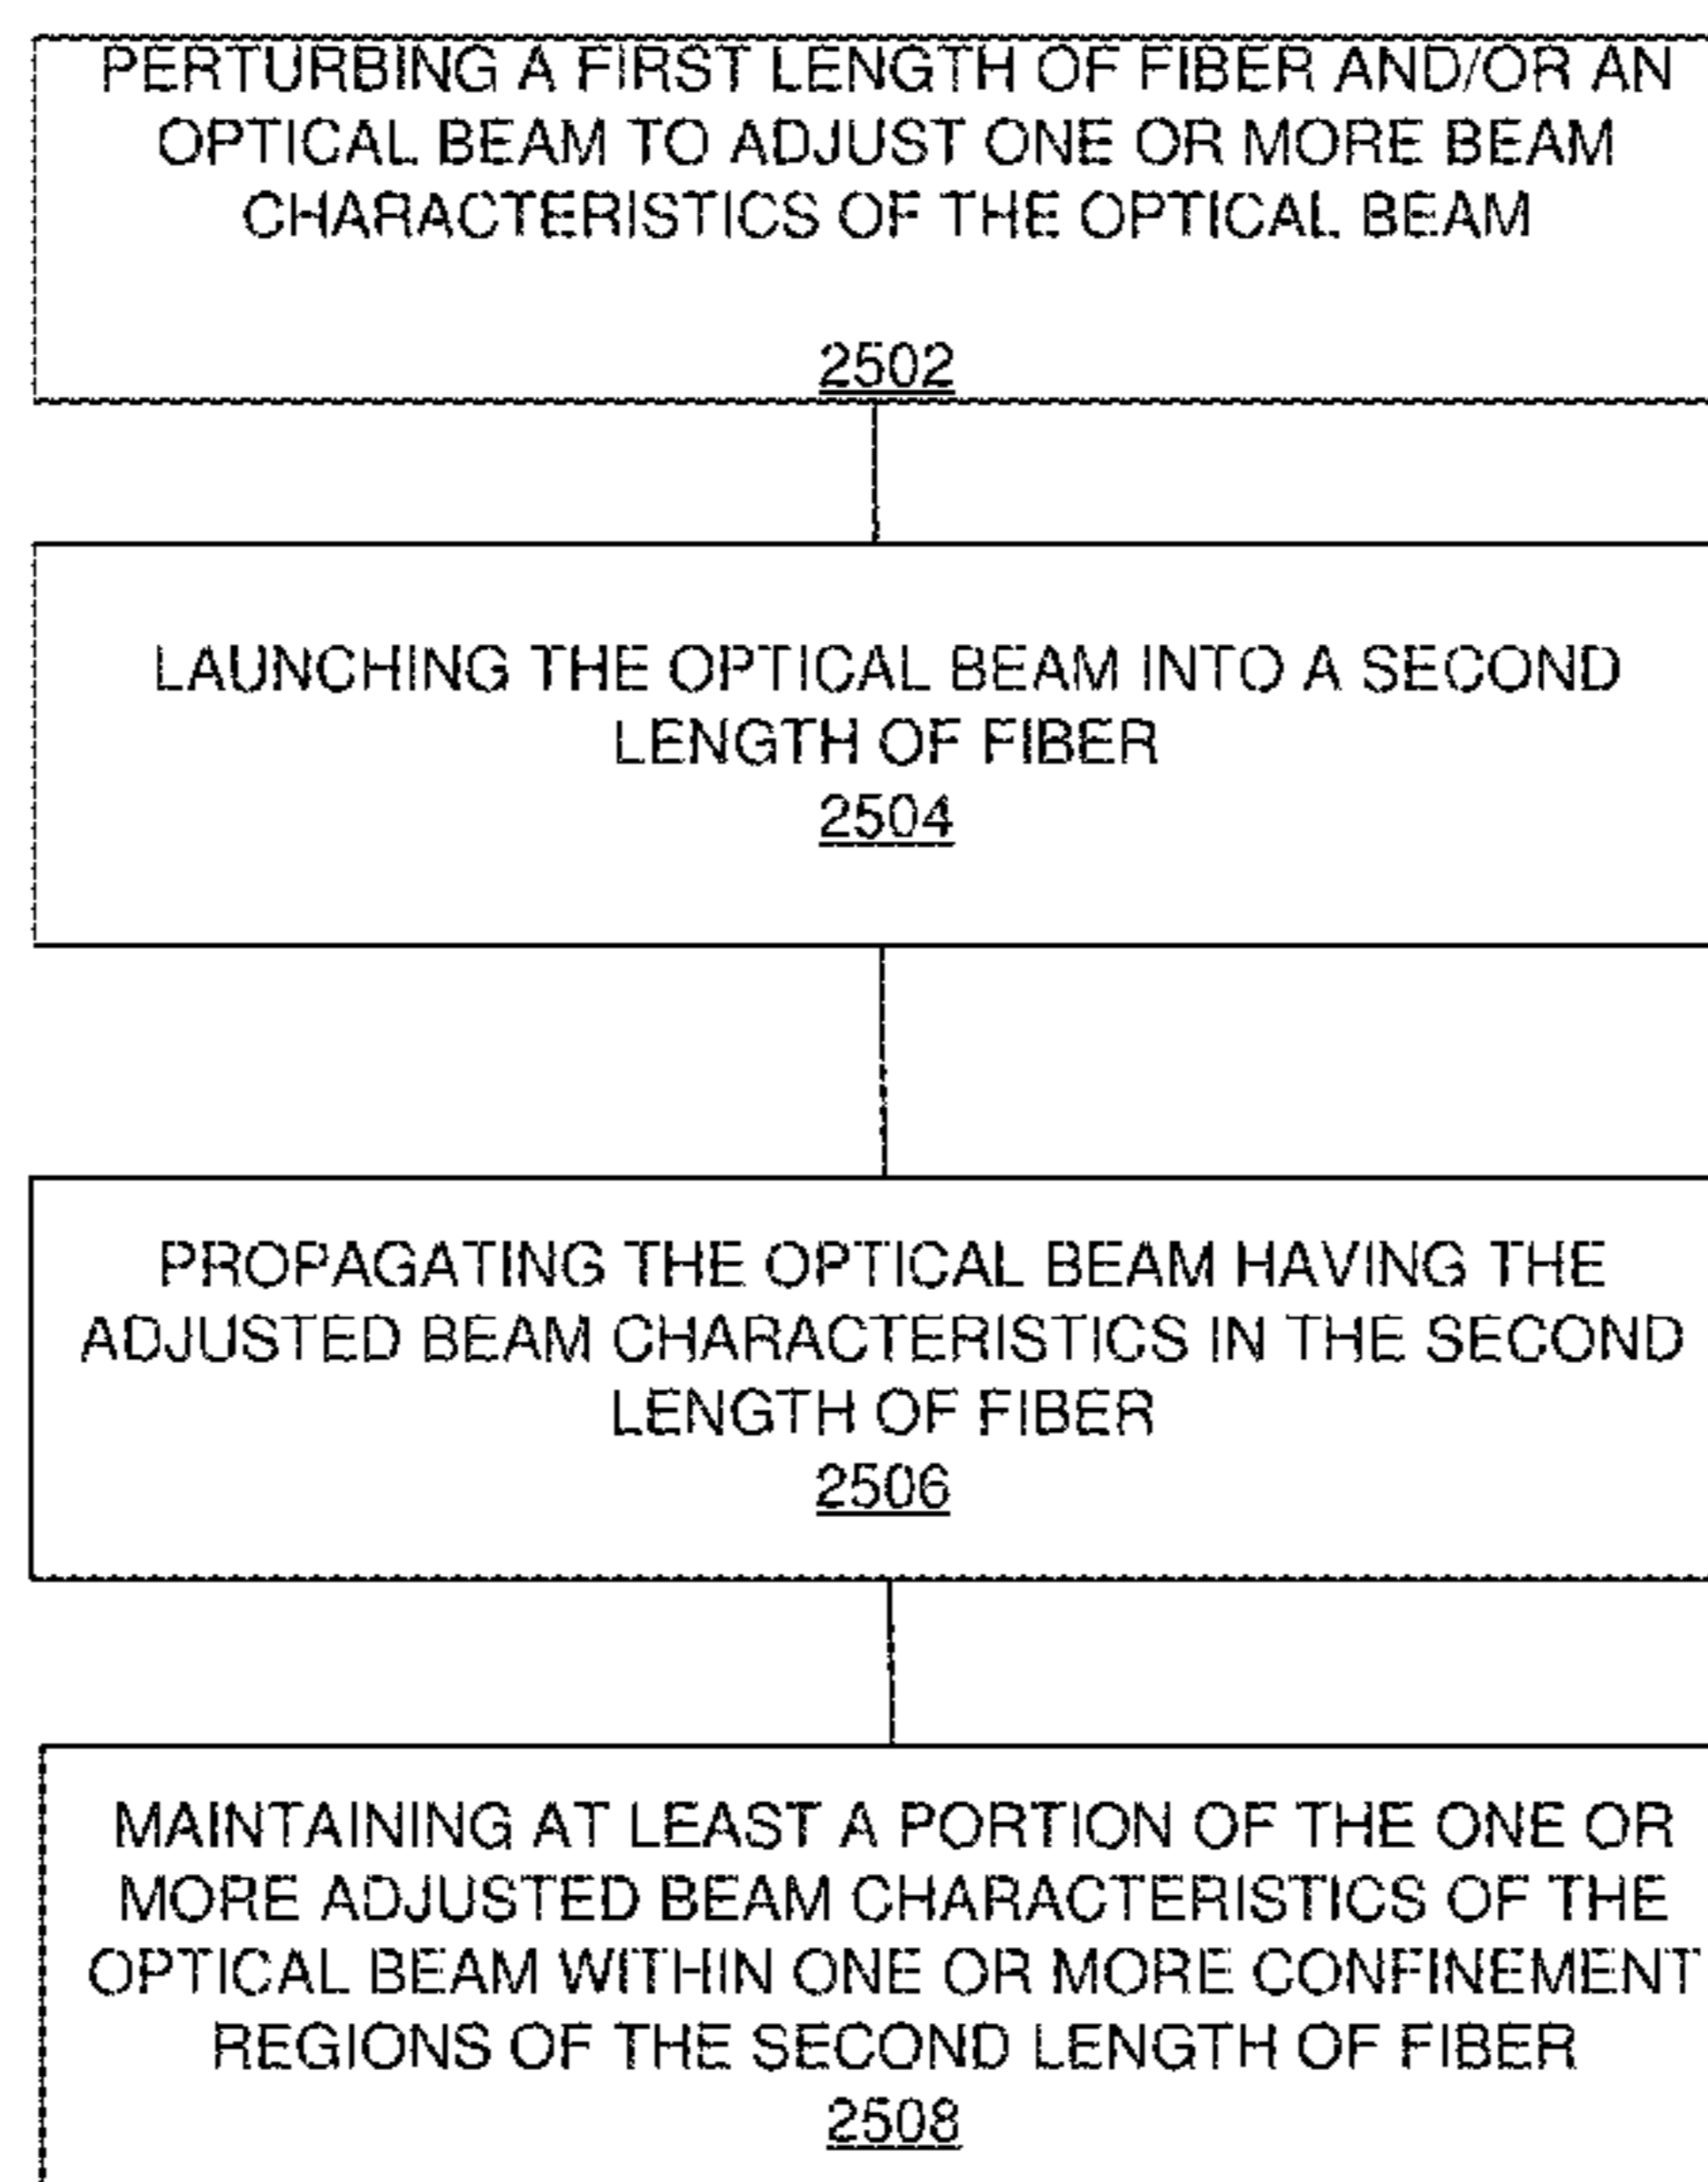 PERTURBING A FIRST LENGTH OF FIBER AND/OR AN
OPTICAL BEAM TO ADJUST ONE OR MORE BEAM
CHARACTERISTICS OF THE OPTICAL BEAM
2502
LAUNCHING THE OPTICAL BEAM INTO A SECOND
LENGTH OF FIBER
2504
PROPAGATING THE OPTICAL BEAM HAVING THE
ADJUSTED BEAM CHARACTERISTICS IN THE SECOND
LENGTH OF FIBER
2506
MAINTAINING AT LEAST A PORTION OF THE ONE OR
MORE ADJUSTED BEAM CHARACTERISTICS OF THE
OPTICAL BEAM WITHIN ONE OR MORE CONFINEMENT
REGIONS OF THE SECOND LENGTH OF FIBER
2508